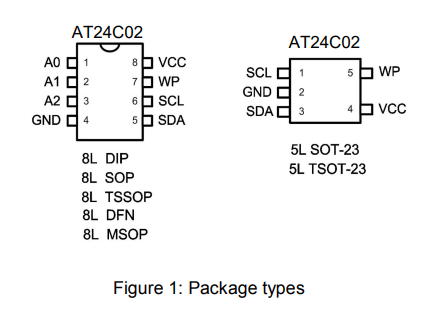 AT24C02
A0 1 8 VCC
A1 2 7 WP
A2 3 6 SCL
GND 4 5 SDA
8L DIP
8L SOP
8L TSSOP
8L DFN
8L MSOP
AT24C02
SCL 1 5 WP
GND 2
SDA 3 4 VCC
5L SOT-23
5L TSOT-23
Figure 1: Package types